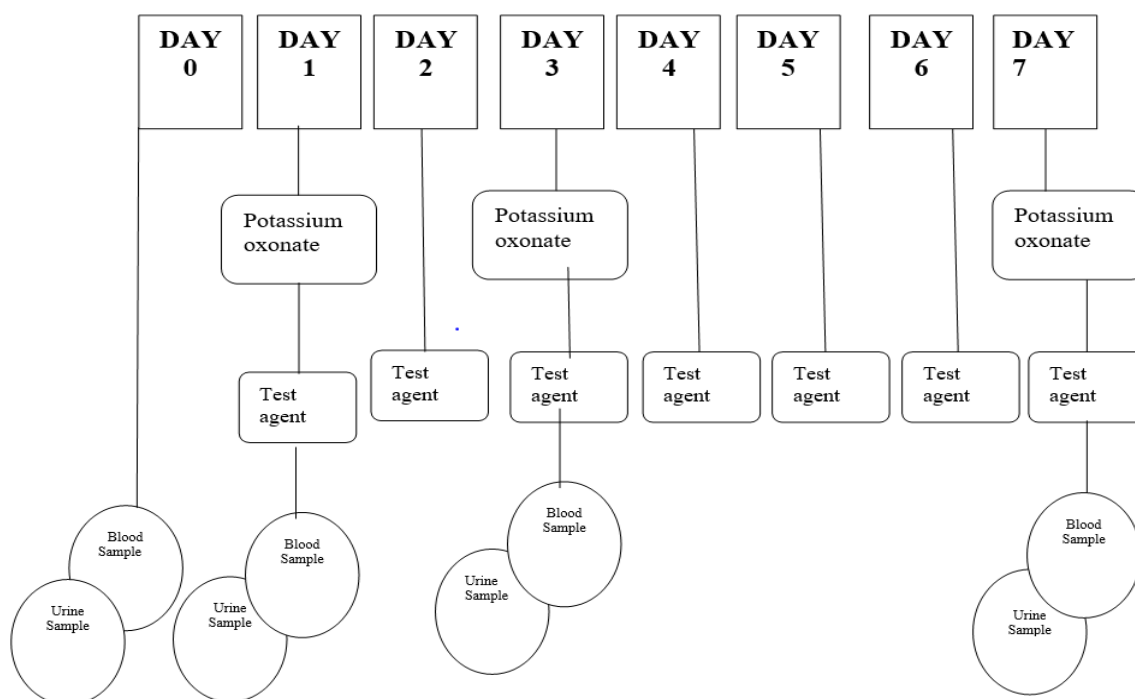 DAY
0
DAY
1
DAY
2
DAY
3
DAY
4
DAY
5
DAY
6
DAY
7
Potassium
oxonate
Potassium
oxonate
Potassium
oxonate
Test
agent
Test
agent
Test
agent
Test
agent
Test
agent
Test
agent
Test
agent
Blood
Sample
Urine
Sample
Blood
Sample
Urine
Sample
Blood
Sample
Urine
Sample
Blood
Sample
Urine
Sample